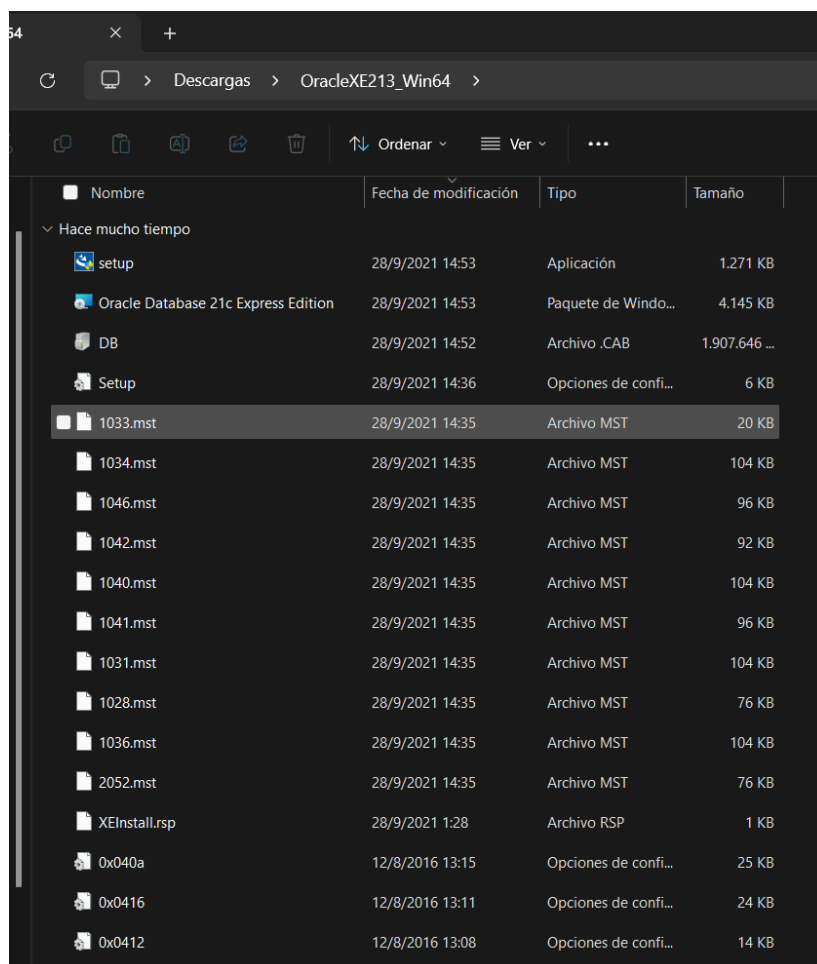 64
Descargas OracleXE213_Win64
Ordenar Ver
Nombre Fecha de modificación Tipo Tamaño
Hace mucho tiempo
setup 28/9/2021 14:53 Aplicación 1.271 KB
Oracle Database 21c Express Edition 28/9/2021 14:53 Paquete de Windo... 4.145 KB
DB 28/9/2021 14:52 Archivo .CAB 1.907.646 ...
Setup 28/9/2021 14:36 Opciones de confi... 6 KB
1033.mst 28/9/2021 14:35 Archivo MST 20 KB
1034.mst 28/9/2021 14:35 Archivo MST 104 KB
1046.mst 28/9/2021 14:35 Archivo MST 96 KB
1042.mst 28/9/2021 14:35 Archivo MST 92 KB
1040.mst 28/9/2021 14:35 Archivo MST 104 KB
1041.mst 28/9/2021 14:35 Archivo MST 96 KB
1031.mst 28/9/2021 14:35 Archivo MST 104 KB
1028.mst 28/9/2021 14:35 Archivo MST 76 KB
1036.mst 28/9/2021 14:35 Archivo MST 104 KB
2052.mst 28/9/2021 14:35 Archivo MST 76 KB
XEInstall.rsp 28/9/2021 1:28 Archivo RSP 1 KB
0x040a 12/8/2016 13:15 Opciones de confi... 25 KB
0x0416 12/8/2016 13:11 Opciones de confi... 24 KB
0x0412 12/8/2016 13:08 Opciones de confi... 14 KB